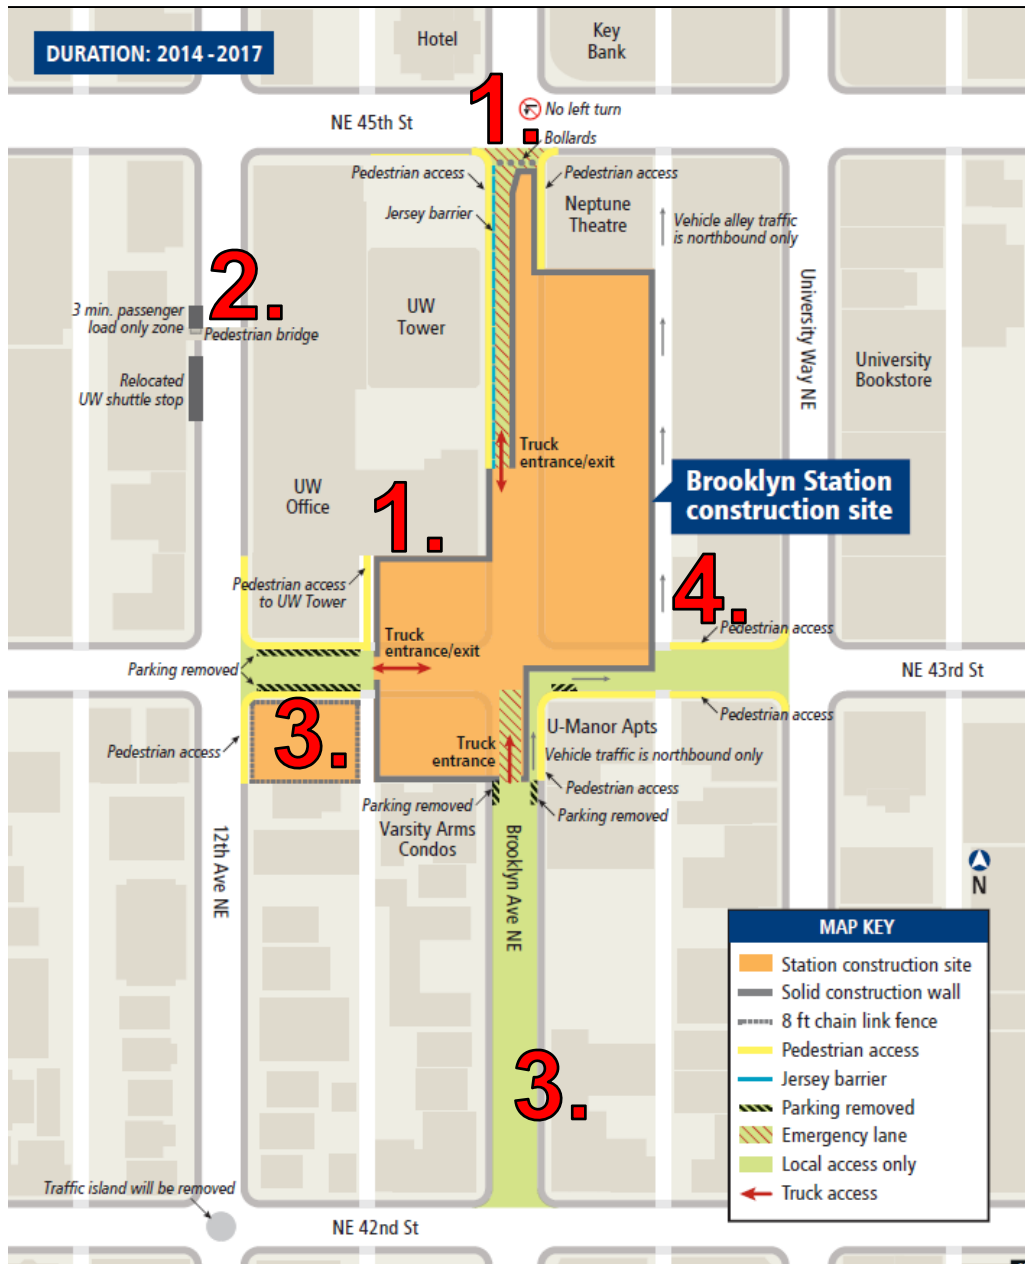 Hotel
Key
Bank
DURATION: 2014 -2017
1.
No left turn
NE 45th St
Bollards
Pedestrian access
Pedestrian access
Jersey barrier
Neptune
Theatre
Vehicle alley traffic
is northbound only
2.
3 min. passenger
load only zone
Pedestrian bridge
UW
Tower
University Way NE
Relocated
UW shuttle stop
University
Bookstore
Truck
entrance/exit
UW
Office
1.
Brooklyn Station
construction site
Pedestrian access
to UW Tower
4.
Pedestrian access
Truck
entrance/exit
Parking removed
NE 43rd St
3.
Pedestrian access
U-Manor Apts
Pedestrian access
Truck
entrance
Vehicle traffic is northbound only
Pedestrian access
Parking removed
Parking removed
Varsity Arms
Condos
12th Ave NE
Brooklyn Ave NE
N
MAP KEY
Station construction site
Solid construction wall
8 ft chain link fence
Pedestrian access
Jersey barrier
Parking removed
Emergency lane
Local access only
Truck access
3.
Traffic island will be removed
NE 42nd St